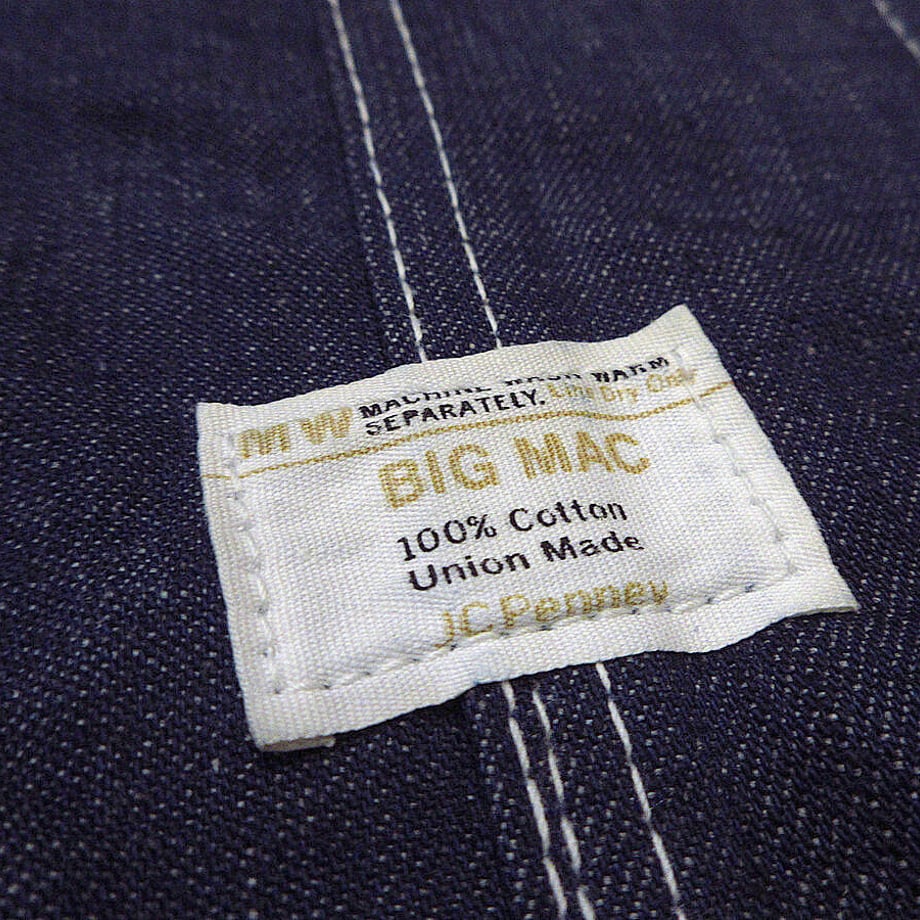 MW MACHINE WASH WARM
SEPARATELY. Line Dry Only
BIG MAC
100% Cotton
Union Made
JCPenney